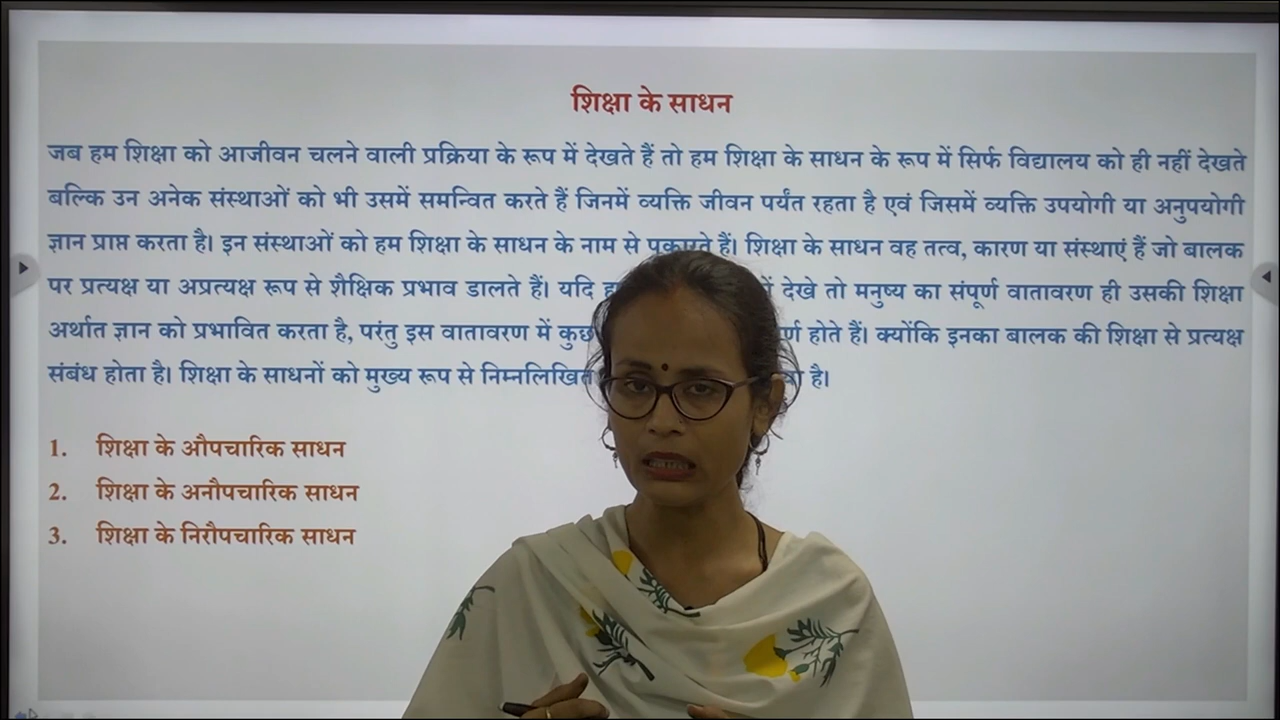 शिक्षा के साधन
जब हम शिक्षा को आजीवन चलने वाली प्रक्रिया के रूप में देखते हैं तो हम शिक्षा के साधन के रूप में सिर्फ विद्यालय को ही नहीं देखते
बल्कि उन अनेक संस्थाओं को भी उसमें समन्वित करते हैं जिनमें व्यक्ति जीवन पर्यंत रहता है एवं जिसमें व्यक्ति उपयोगी या अनुपयोगी
ज्ञान प्राप्त करता है। इन संस्थाओं को हम शिक्षा के साधन के नाम से पुकारते हैं। शिक्षा के साधन वह तत्व, कारण या संस्थाएं हैं जो बालक
पर प्रत्यक्ष या अप्रत्यक्ष रूप से शैक्षिक प्रभाव डालते हैं। यदि देखे तो मनुष्य का संपूर्ण वातावरण ही उसकी शिक्षा
अर्थात ज्ञान को प्रभावित करता है, परंतु इस वातावरण में कुछ होते हैं। क्योंकि इनका बालक की शिक्षा से प्रत्यक्ष
संबंध होता है। शिक्षा के साधनों को मुख्य रूप से निम्नलिखित है।
1. शिक्षा के औपचारिक साधन
2. शिक्षा के अनौपचारिक साधन
3. शिक्षा के निरौपचारिक साधन